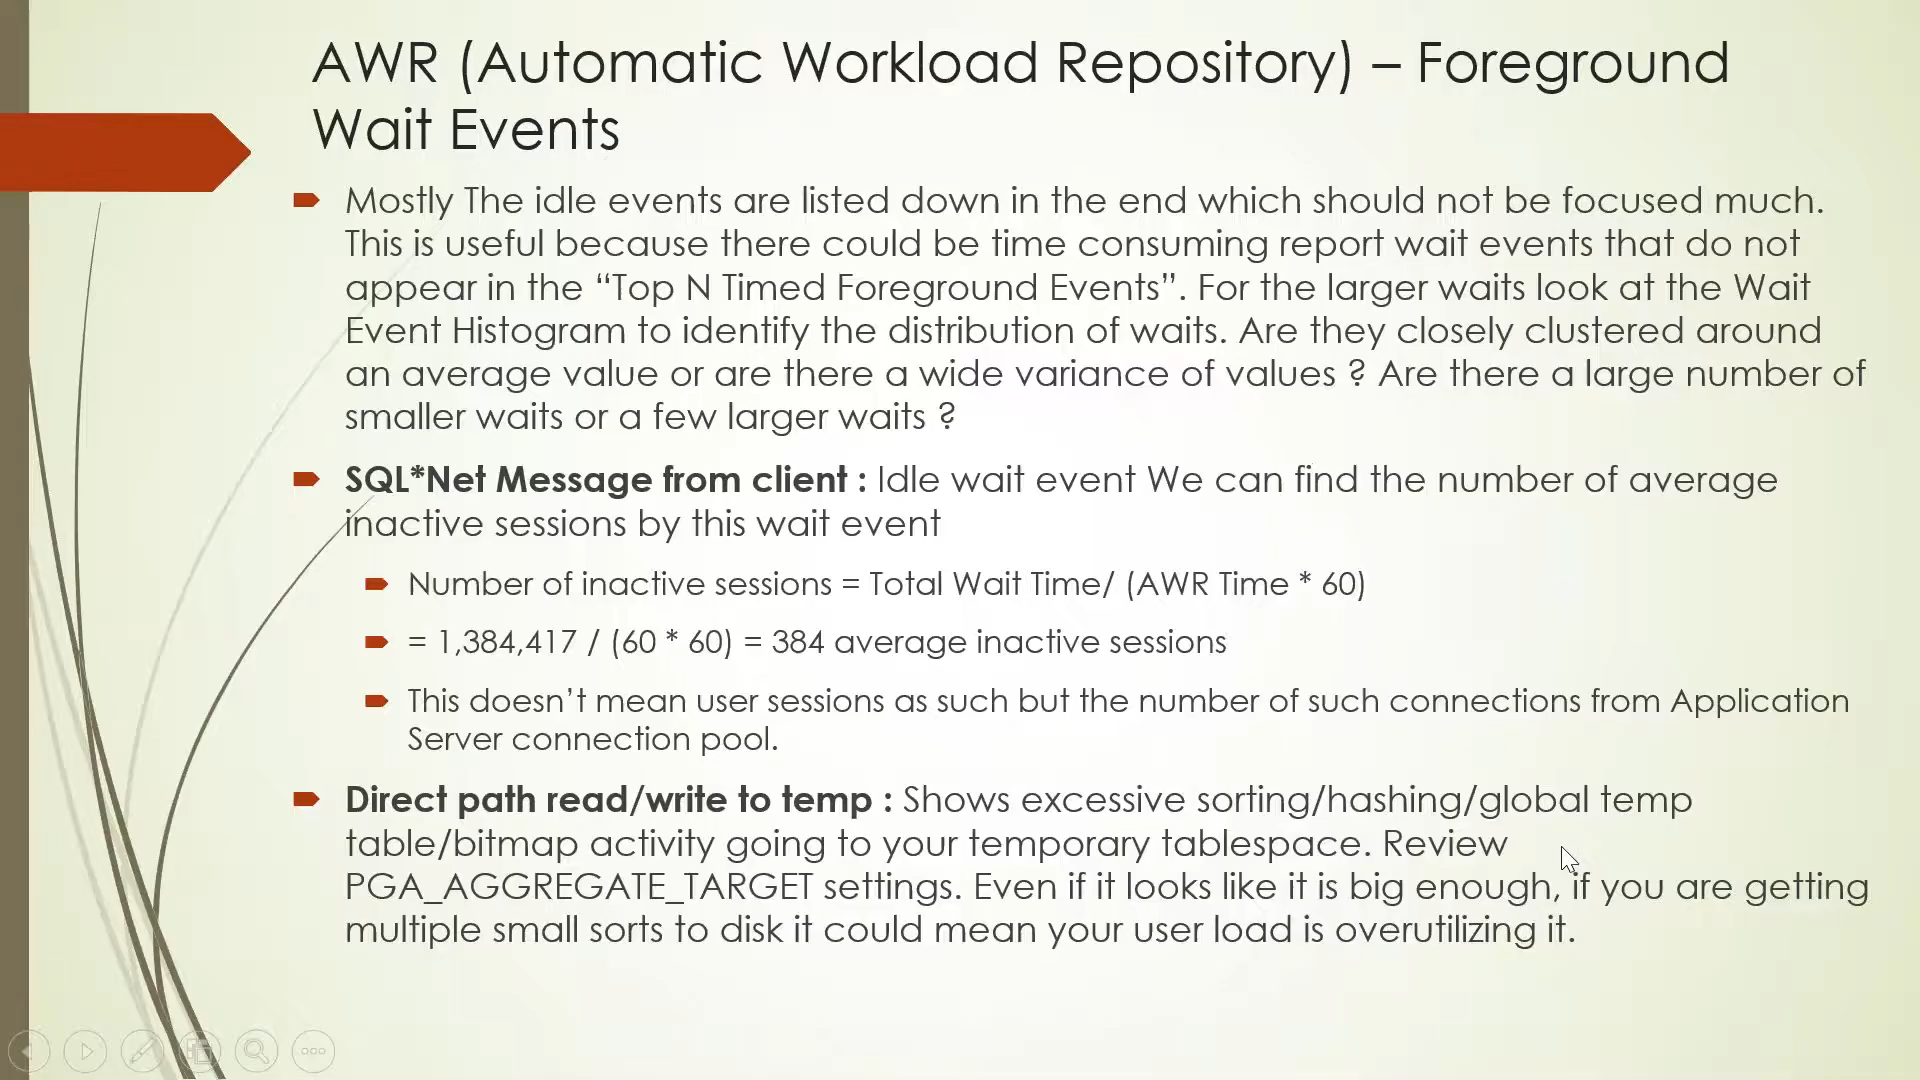 AWR (Automatic Workload Repository) – Foreground
Wait Events
Mostly The idle events are listed down in the end which should not be focused much.
This is useful because there could be time consuming report wait events that do not
appear in the “Top N Timed Foreground Events”. For the larger waits look at the Wait
Event Histogram to identify the distribution of waits. Are they closely clustered around
an average value or are there a wide variance of values ? Are there a large number of
smaller waits or a few larger waits ?
SQL*Net Message from client : Idle wait event We can find the number of average
inactive sessions by this wait event
Number of inactive sessions = Total Wait Time/ (AWR Time * 60)
= 1,384,417 / (60 * 60) = 384 average inactive sessions
This doesn’t mean user sessions as such but the number of such connections from Application
Server connection pool.
Direct path read/write to temp : Shows excessive sorting/hashing/global temp
table/bitmap activity going to your temporary tablespace. Review
PGA_AGGREGATE_TARGET settings. Even if it looks like it is big enough, if you are getting
multiple small sorts to disk it could mean your user load is overutilizing it.